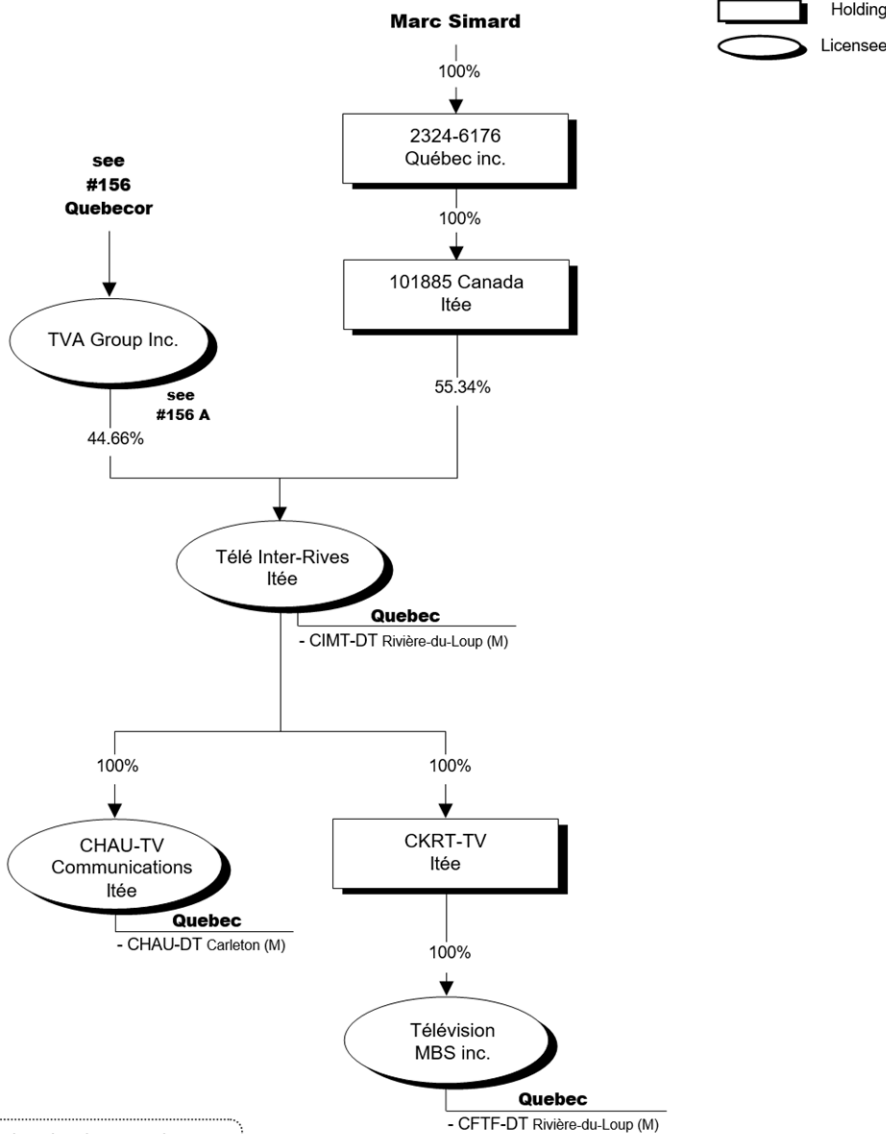 Marc Simard
Holding
Licensee
100%
2324-6176
Québec inc.
see
#156
Quebecor
100%
101885 Canada
ltée
TVA Group Inc.
see
#156 A
55.34%
44.66%
Télé Inter-Rives
ltée
Quebec
- CIMT-DT Rivière-du-Loup (M)
100%
100%
CHAU-TV
Communications
ltée
CKRT-TV
ltée
Quebec
- CHAU-DT Carleton (M)
100%
Télévision
MBS inc.
Quebec
- CFTF-DT Rivière-du-Loup (M)